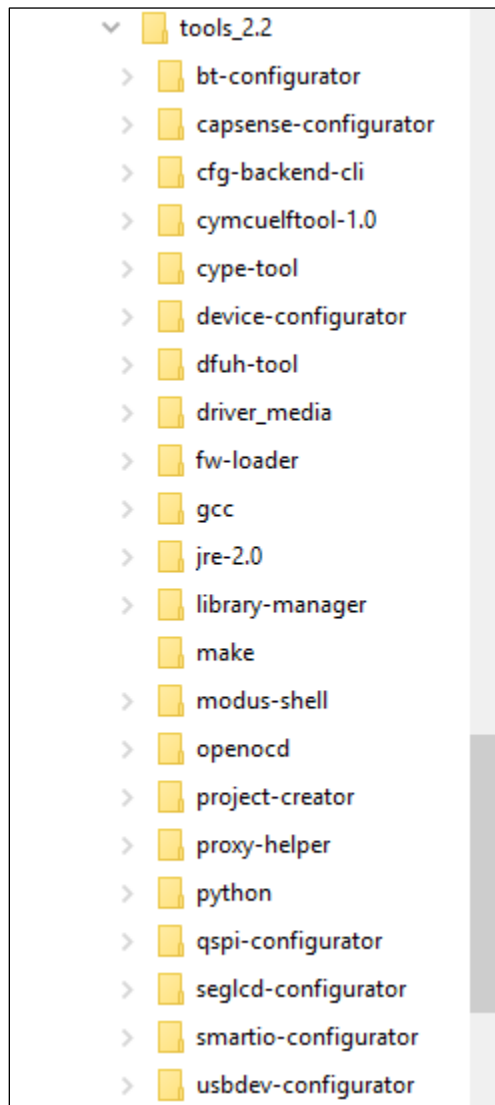 tools_2.2
bt-configurator
capsense-configurator
cfg-backend-cli
cymcuelftool-1.0
cype-tool
device-configurator
dfuh-tool
driver_media
fw-loader
gcc
jre-2.0
library-manager
make
modus-shell
openocd
project-creator
proxy-helper
python
qspi-configurator
seglcd-configurator
smartio-configurator
usbdev-configurator